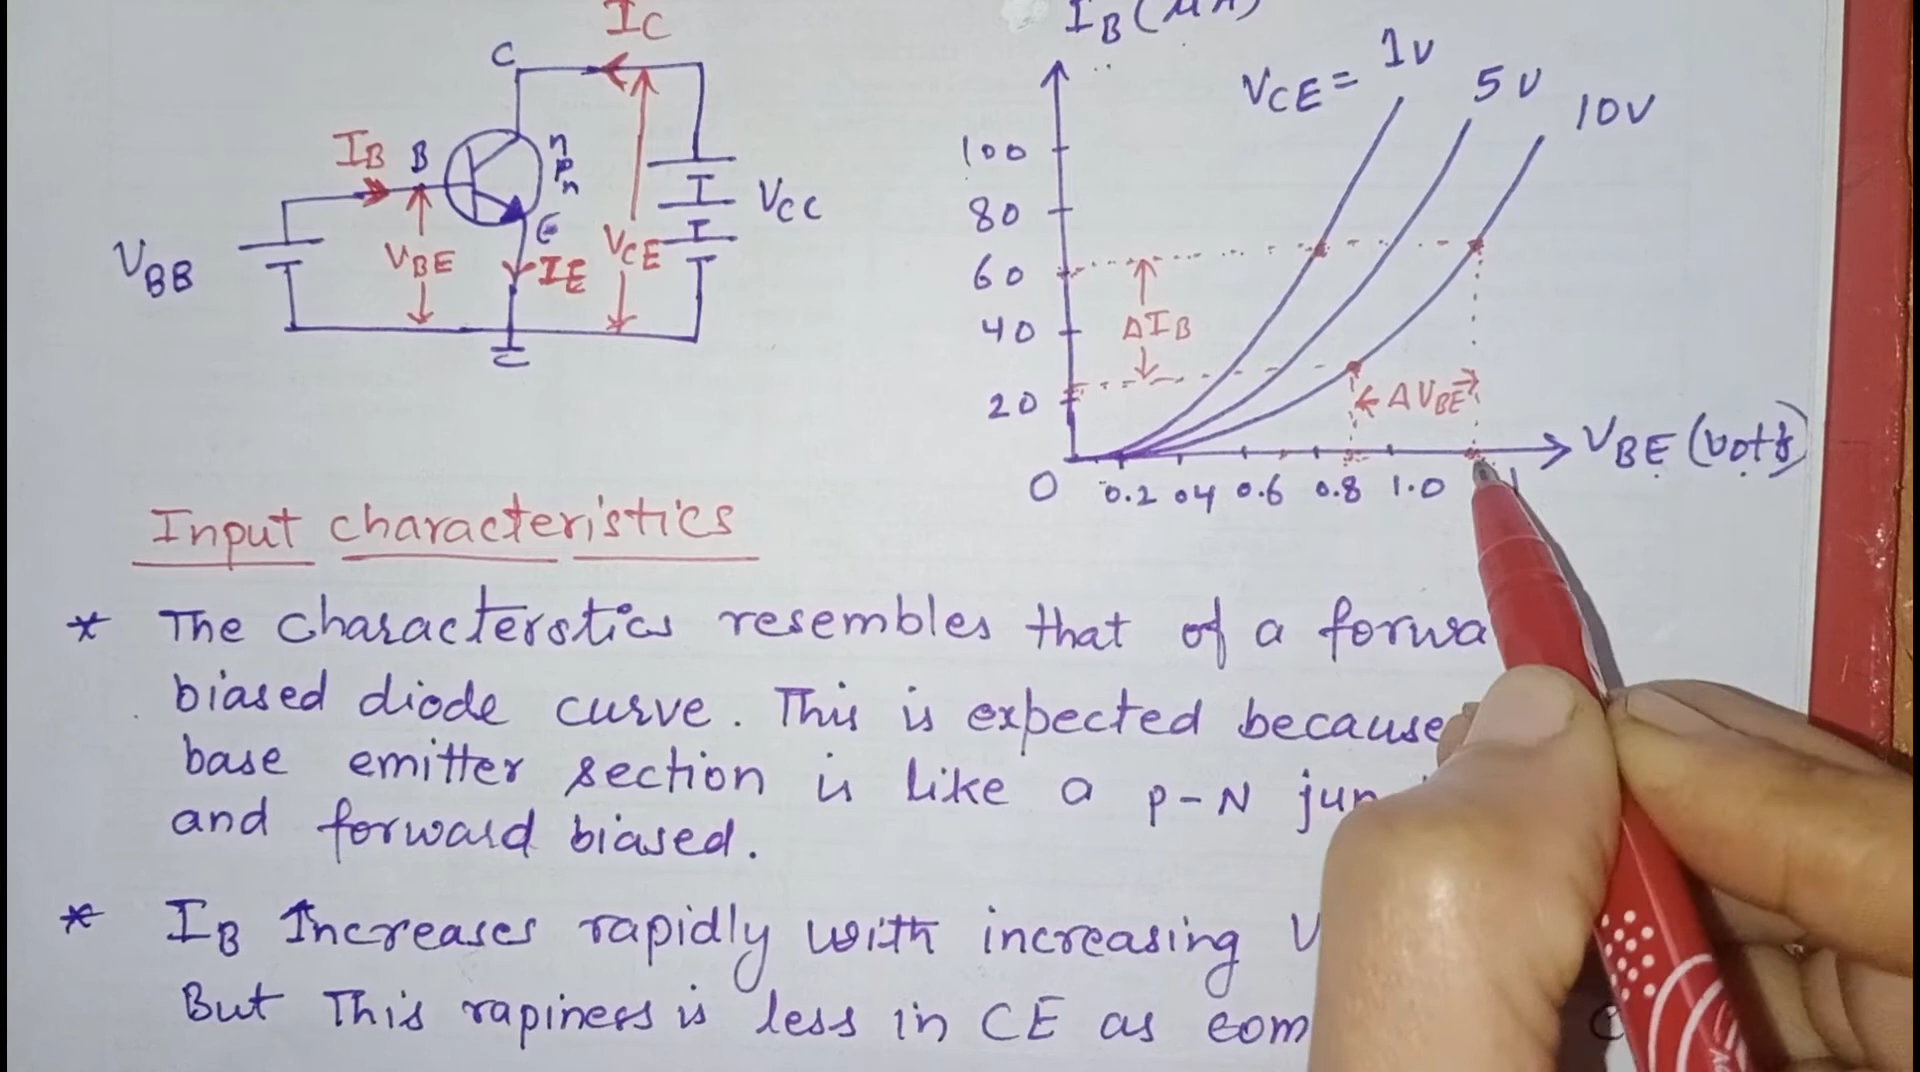 IC
C
IB B
n
p
n
VBB
VBE
E
IE
VCE
VCC
IB (μA)
VCE = 1v 5v 10v
100
80
60
40
20
ΔIB
ΔVBE
VBE (volts)
0 0.2 04 0.6 0.8 1.0
Input characteristics
* The characterstics resembles that of a forwa
biased diode curve. This is expected because
base emitter section is like a P-N jun
and forward biased.
* IB Increases rapidly with increasing V
But This rapiness is less in CE as com